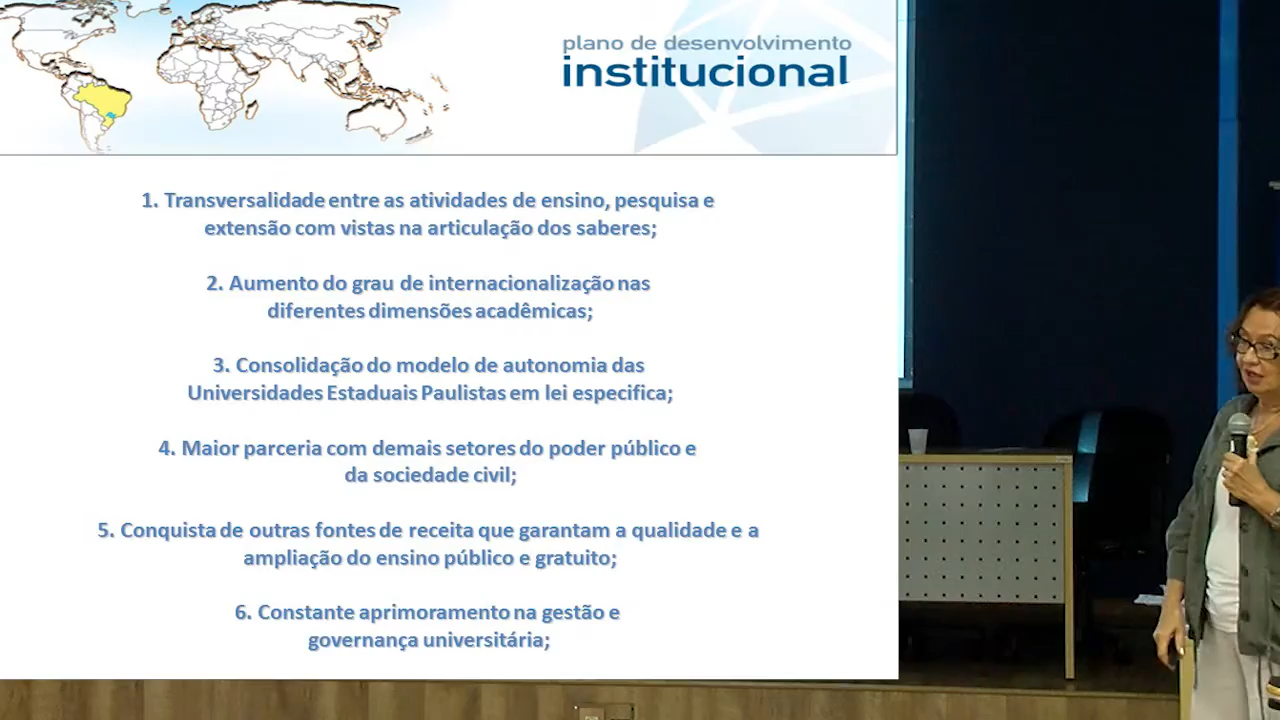 plano de desenvolvimento
institucional
1. Transversalidade entre as atividades de ensino, pesquisa e
extensão com vistas na articulação dos saberes;
2. Aumento do grau de internacionalização nas
diferentes dimensões acadêmicas;
3. Consolidação do modelo de autonomia das
Universidades Estaduais Paulistas em lei especifica;
4. Maior parceria com demais setores do poder público e
da sociedade civil;
5. Conquista de outras fontes de receita que garantam a qualidade e a
ampliação do ensino público e gratuito;
6. Constante aprimoramento na gestão e
governança universitária;